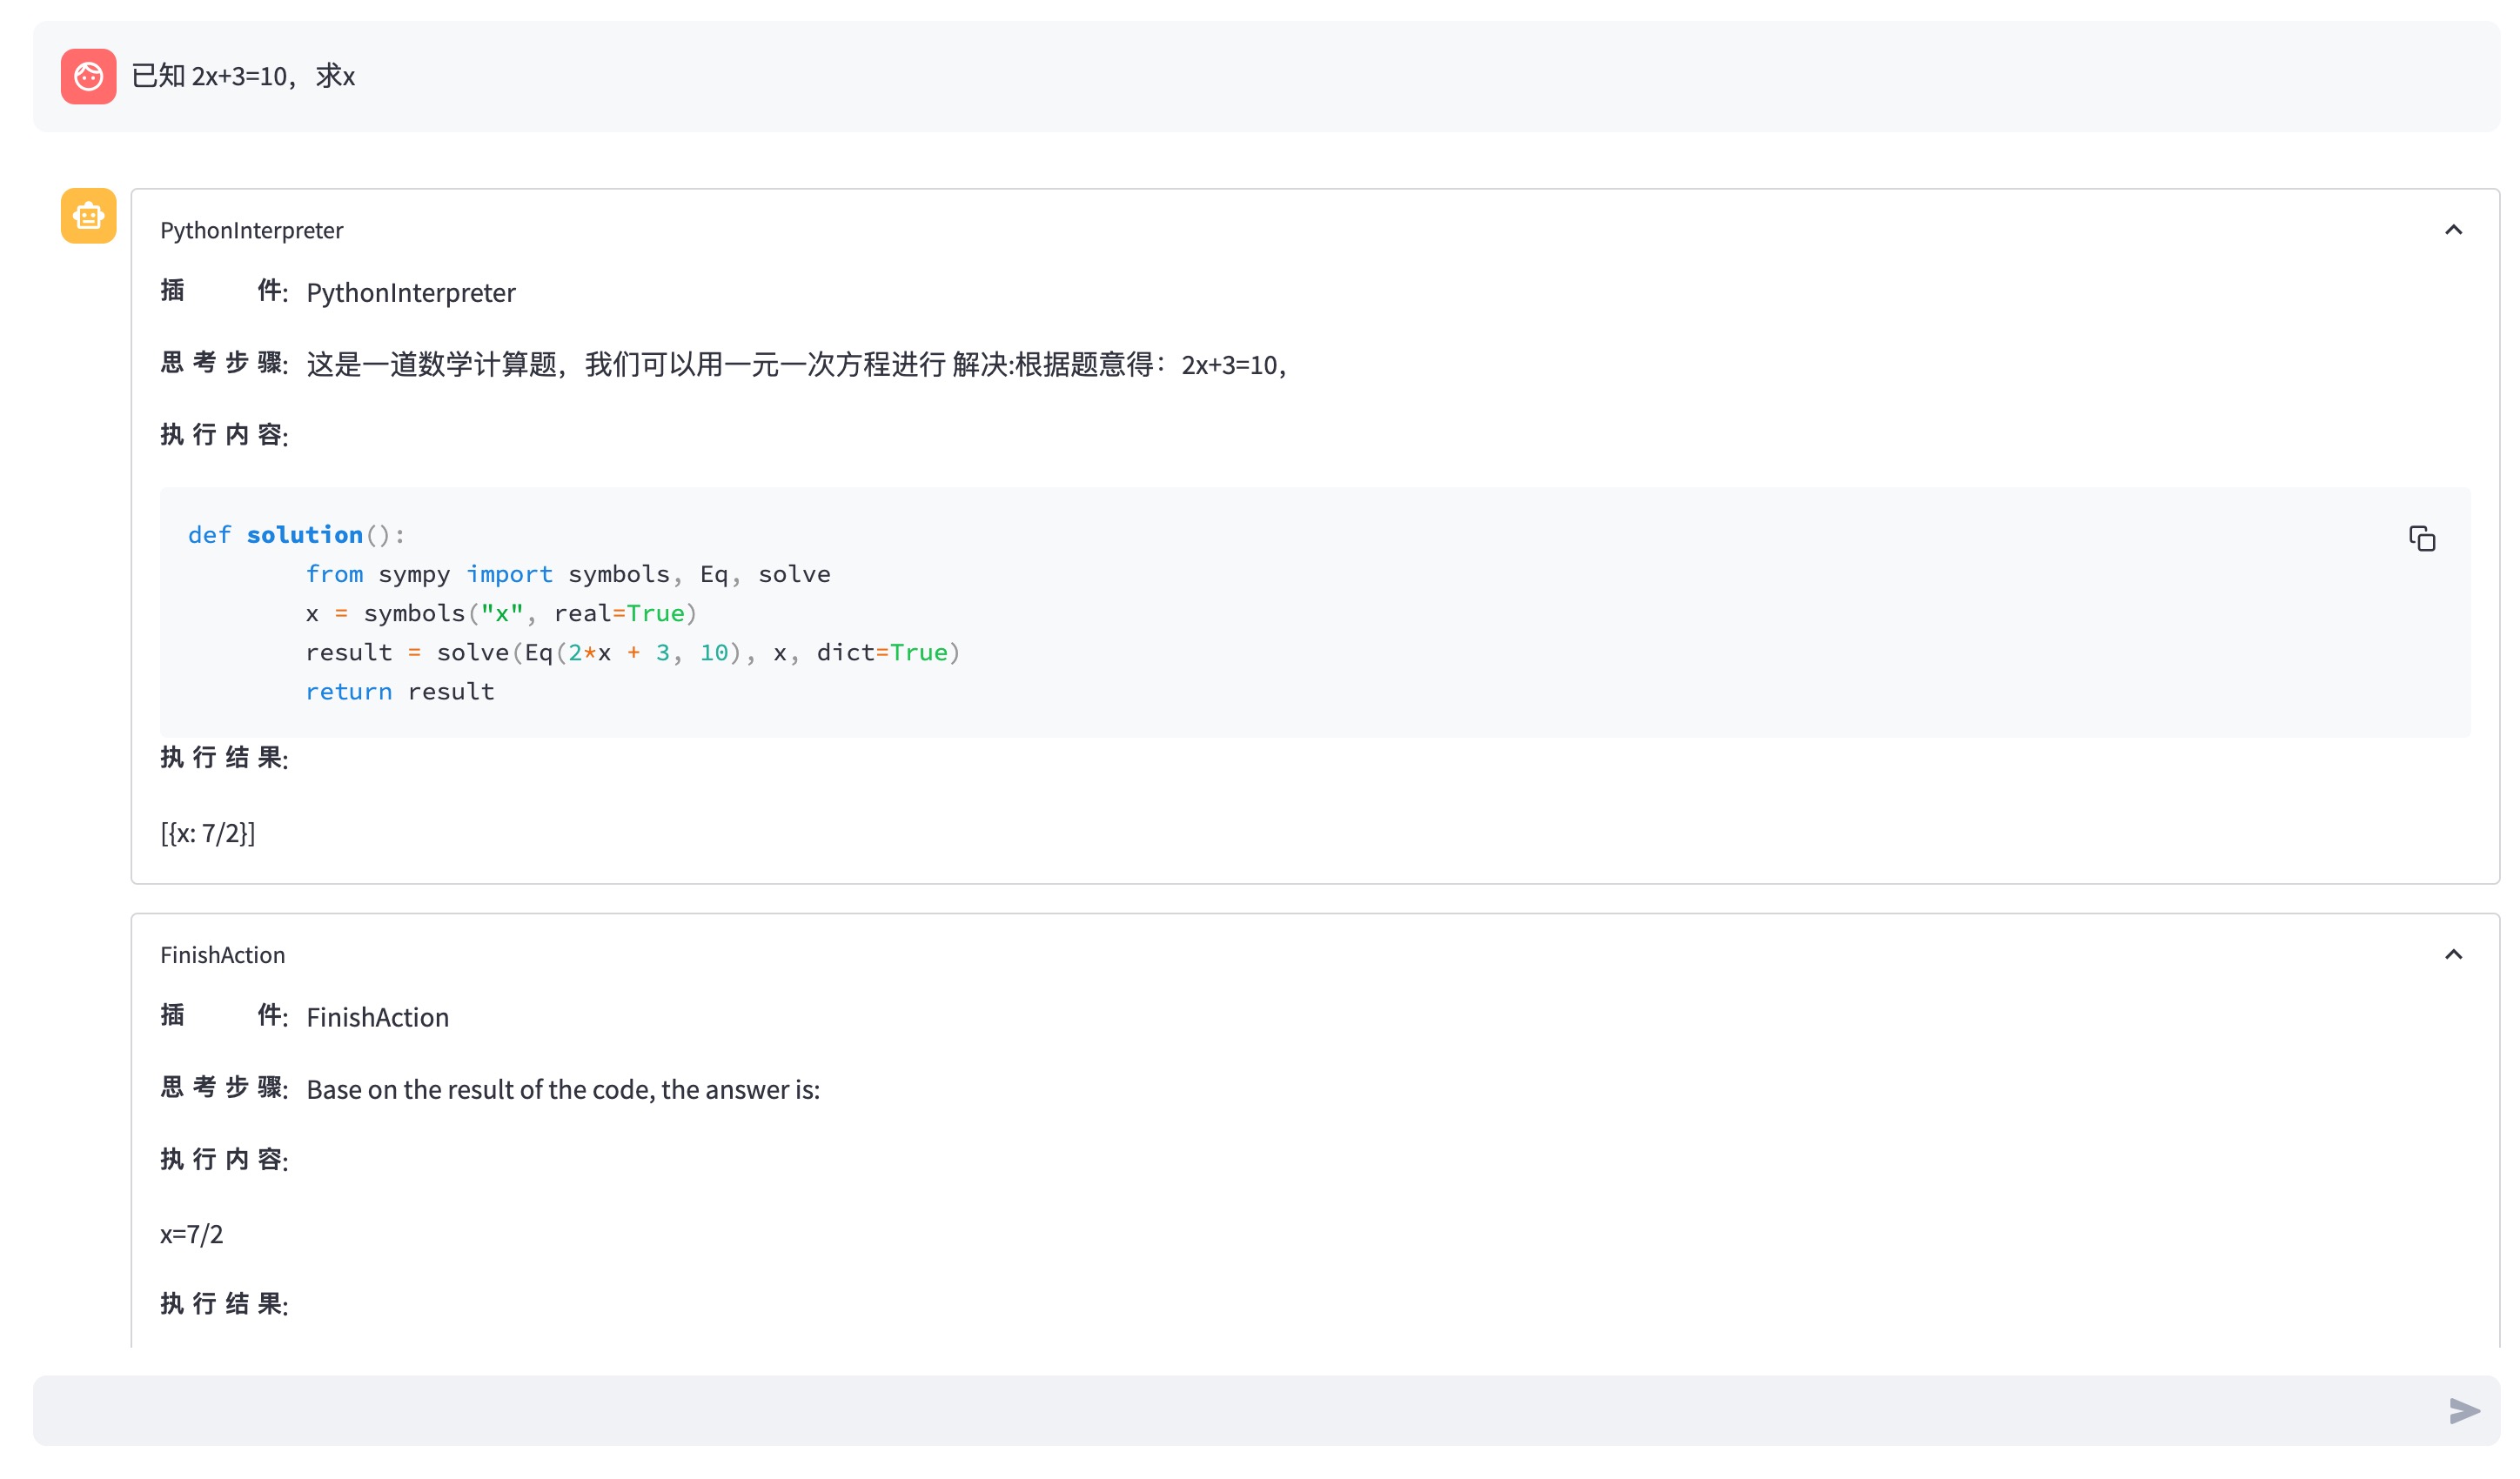 已知 2x+3=10， 求x
PythonInterpreter
插 件: PythonInterpreter
思 考 步 骤: 这是一道数学计算题，我们可以用一元一次方程进行 解决:根据题意得：2x+3=10,
执 行 内 容:
def solution():
        from sympy import symbols, Eq, solve
        x = symbols("x", real=True)
        result = solve(Eq(2*x + 3, 10), x, dict=True)
        return result
执 行 结 果:
[{x: 7/2}]
FinishAction
插 件: FinishAction
思 考 步 骤: Base on the result of the code, the answer is:
执 行 内 容:
x=7/2
执 行 结 果: